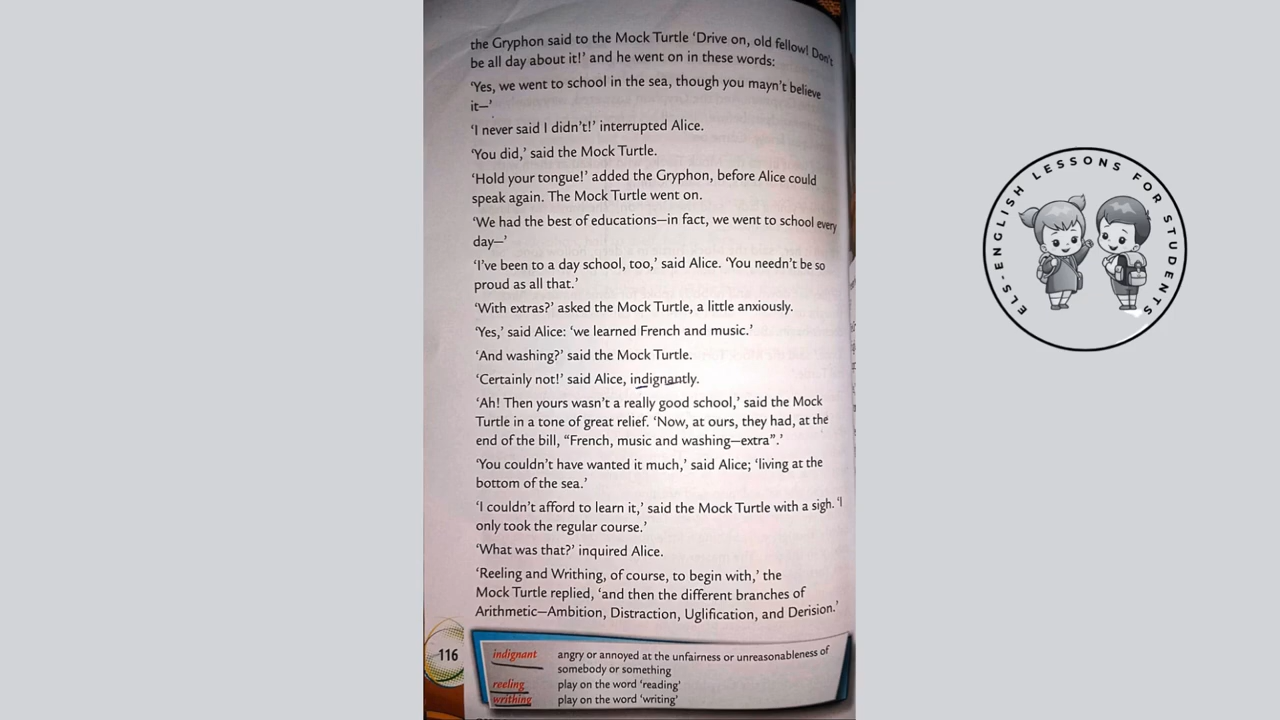 the Gryphon said to the Mock Turtle ‘Drive on, old fellow! Don’t
be all day about it!’ and he went on in these words:
‘Yes, we went to school in the sea, though you mayn’t believe
it—’
‘I never said I didn’t!’ interrupted Alice.
‘You did,’ said the Mock Turtle.
‘Hold your tongue!’ added the Gryphon, before Alice could
speak again. The Mock Turtle went on.
‘We had the best of educations—in fact, we went to school every
day—’
‘I’ve been to a day school, too,’ said Alice. ‘You needn’t be so
proud as all that.’
‘With extras?’ asked the Mock Turtle, a little anxiously.
‘Yes,’ said Alice: ‘we learned French and music.’
‘And washing?’ said the Mock Turtle.
‘Certainly not!’ said Alice, indignantly.
‘Ah! Then yours wasn’t a really good school,’ said the Mock
Turtle in a tone of great relief. ‘Now, at ours, they had, at the
end of the bill, “French, music and washing—extra”.’
‘You couldn’t have wanted it much,’ said Alice; ‘living at the
bottom of the sea.’
‘I couldn’t afford to learn it,’ said the Mock Turtle with a sigh. ‘I
only took the regular course.’
‘What was that?’ inquired Alice.
‘Reeling and Writhing, of course, to begin with,’ the
Mock Turtle replied, ‘and then the different branches of
Arithmetic—Ambition, Distraction, Uglification, and Derision.’
116
indignant angry or annoyed at the unfairness or unreasonableness of
somebody or something
reeling play on the word ‘reading’
writhing play on the word ‘writing’
ELS-ENGLISH LESSONS FOR STUDENTS